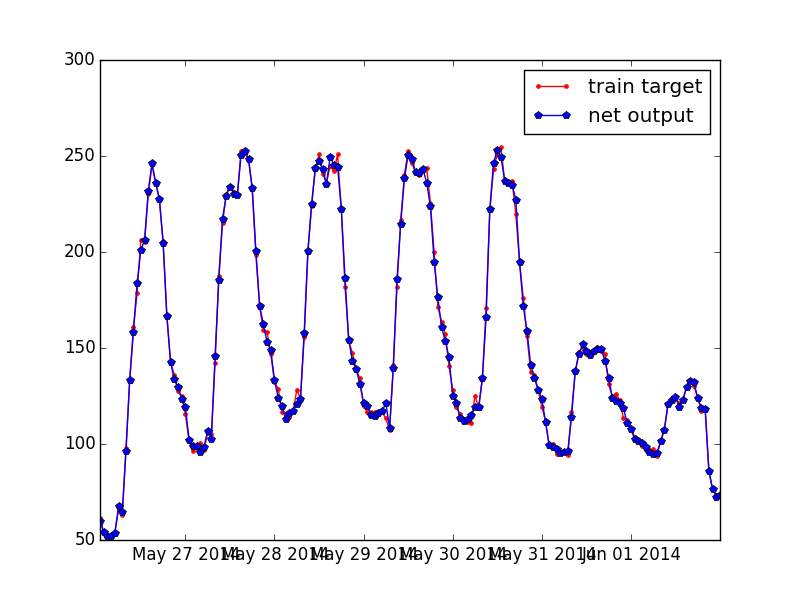 300
250
200
150
100
50
train target
net output
May 27 2014
May 28 2014
May 29 2014
May 30 2014
May 31 2014
Jun 01 2014